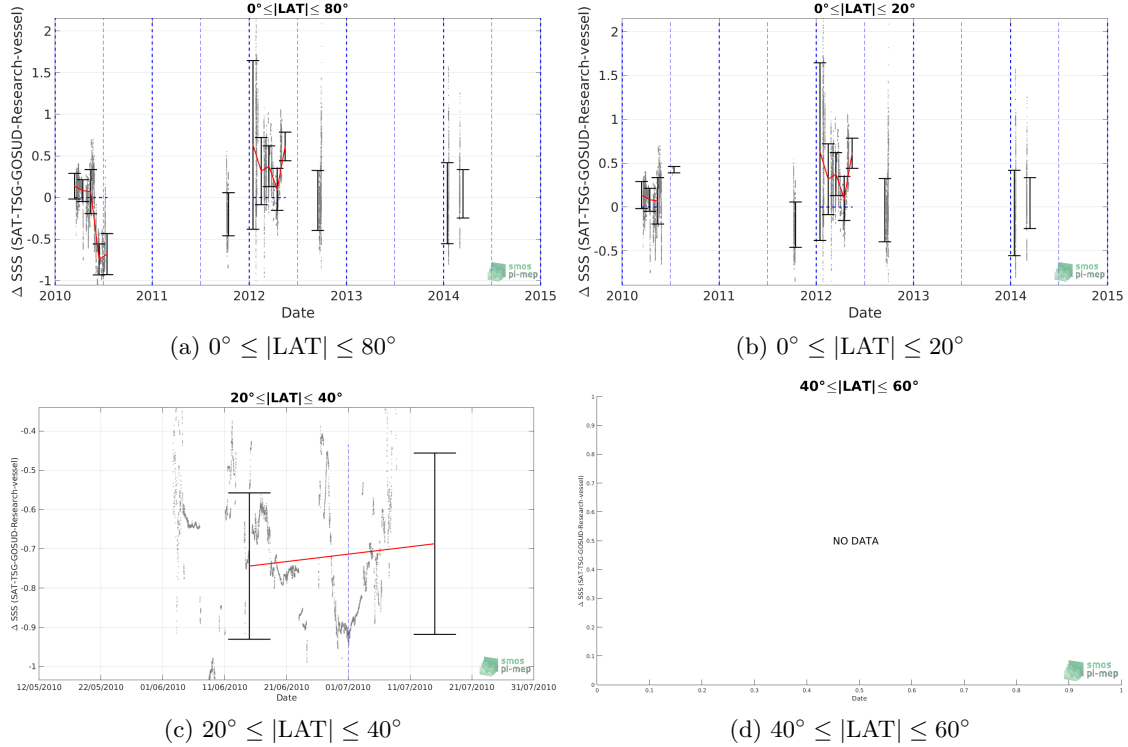 0°≤|LAT|≤ 80°
Δ SSS (SAT-TSG-GOSUD-Research-vessel)
2
1.5
1
0.5
0
-0.5
-1
2010 2011 2012 2013 2014 2015
Date
smos
pi-mep
(a) 0° ≤ |LAT| ≤ 80°
0°≤|LAT|≤ 20°
Δ SSS (SAT-TSG-GOSUD-Research-vessel)
2
1.5
1
0.5
0
-0.5
2010 2011 2012 2013 2014 2015
Date
smos
pi-mep
(b) 0° ≤ |LAT| ≤ 20°
20°≤|LAT|≤ 40°
Δ SSS (SAT-TSG-GOSUD-Research-vessel)
-0.4
-0.5
-0.6
-0.7
-0.8
-0.9
-1
12/05/2010 22/05/2010 01/06/2010 11/06/2010 21/06/2010 01/07/2010 11/07/2010 21/07/2010 31/07/2010
Date
smos
pi-mep
(c) 20° ≤ |LAT| ≤ 40°
40°≤|LAT|≤ 60°
Δ SSS (SAT-TSG-GOSUD-Research-vessel)
1
0.9
0.8
0.7
0.6
0.5
0.4
0.3
0.2
0.1
0
NO DATA
0 0.1 0.2 0.3 0.4 0.5 0.6 0.7 0.8 0.9 1
Date
smos
pi-mep
(d) 40° ≤ |LAT| ≤ 60°